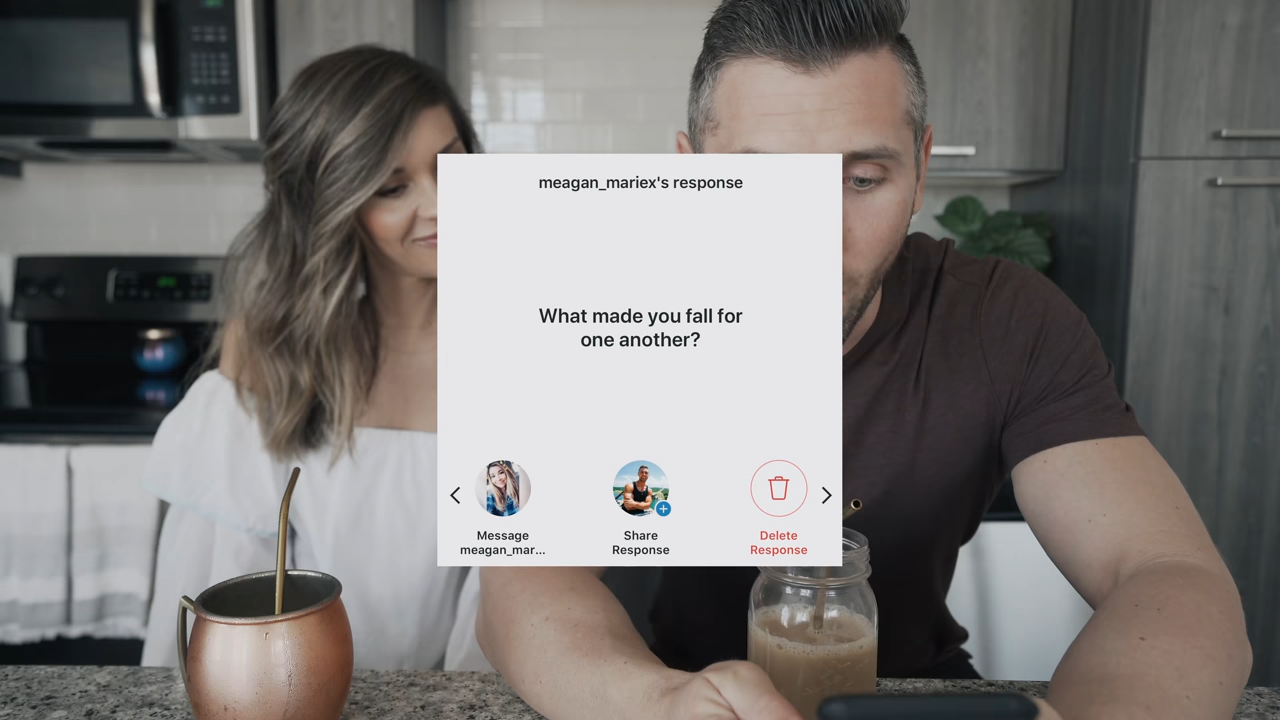 meagan_mariex's response
What made you fall for
one another?
Message
meagan_mar...
Share
Response
Delete
Response